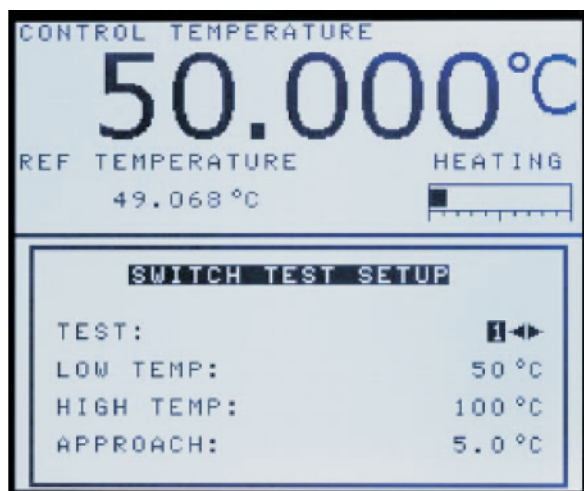 CONTROL TEMPERATURE
50.000°C
REF TEMPERATURE HEATING
49.068°C
SWITCH TEST SETUP
TEST: 1◄►
LOW TEMP: 50°C
HIGH TEMP: 100°C
APPROACH: 5.0°C